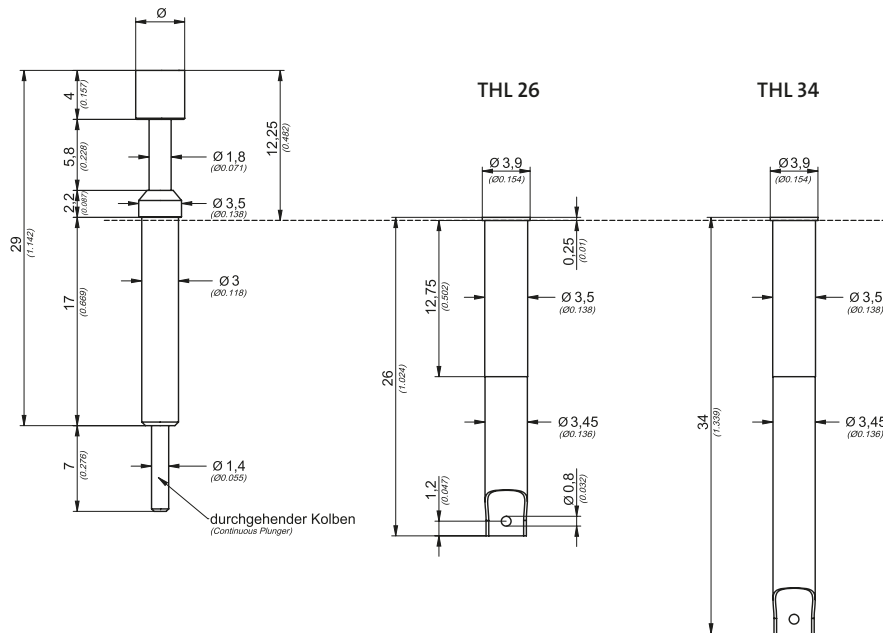 Ø
4
(0.157)
5,8
(0.228)
2,2
(0.087)
29
(1.142)
17
(0.669)
7
(0.276)
12,25
(0.482)
Ø 1,8
(Ø0.071)
Ø 3,5
(Ø0.138)
Ø 3
(Ø0.118)
Ø 1,4
(Ø0.055)
durchgehender Kolben
(Continuous Plunger)
THL 26
Ø 3,9
(Ø0.154)
0,25
(0.01)
12,75
(0.502)
Ø 3,5
(Ø0.138)
26
(1.024)
Ø 3,45
(Ø0.136)
1,2
(0.047)
Ø 0,8
(0.032)
THL 34
Ø 3,9
(Ø0.154)
Ø 3,5
(Ø0.138)
34
(1.339)
Ø 3,45
(Ø0.136)